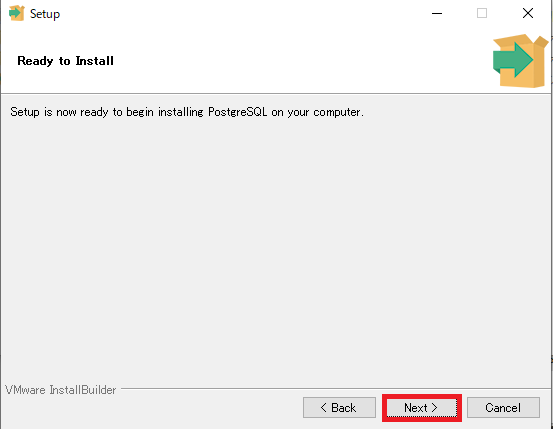 Setup
Ready to Install
Setup is now ready to begin installing PostgreSQL on your computer.
VMware InstallBuilder
< Back
Next >
Cancel